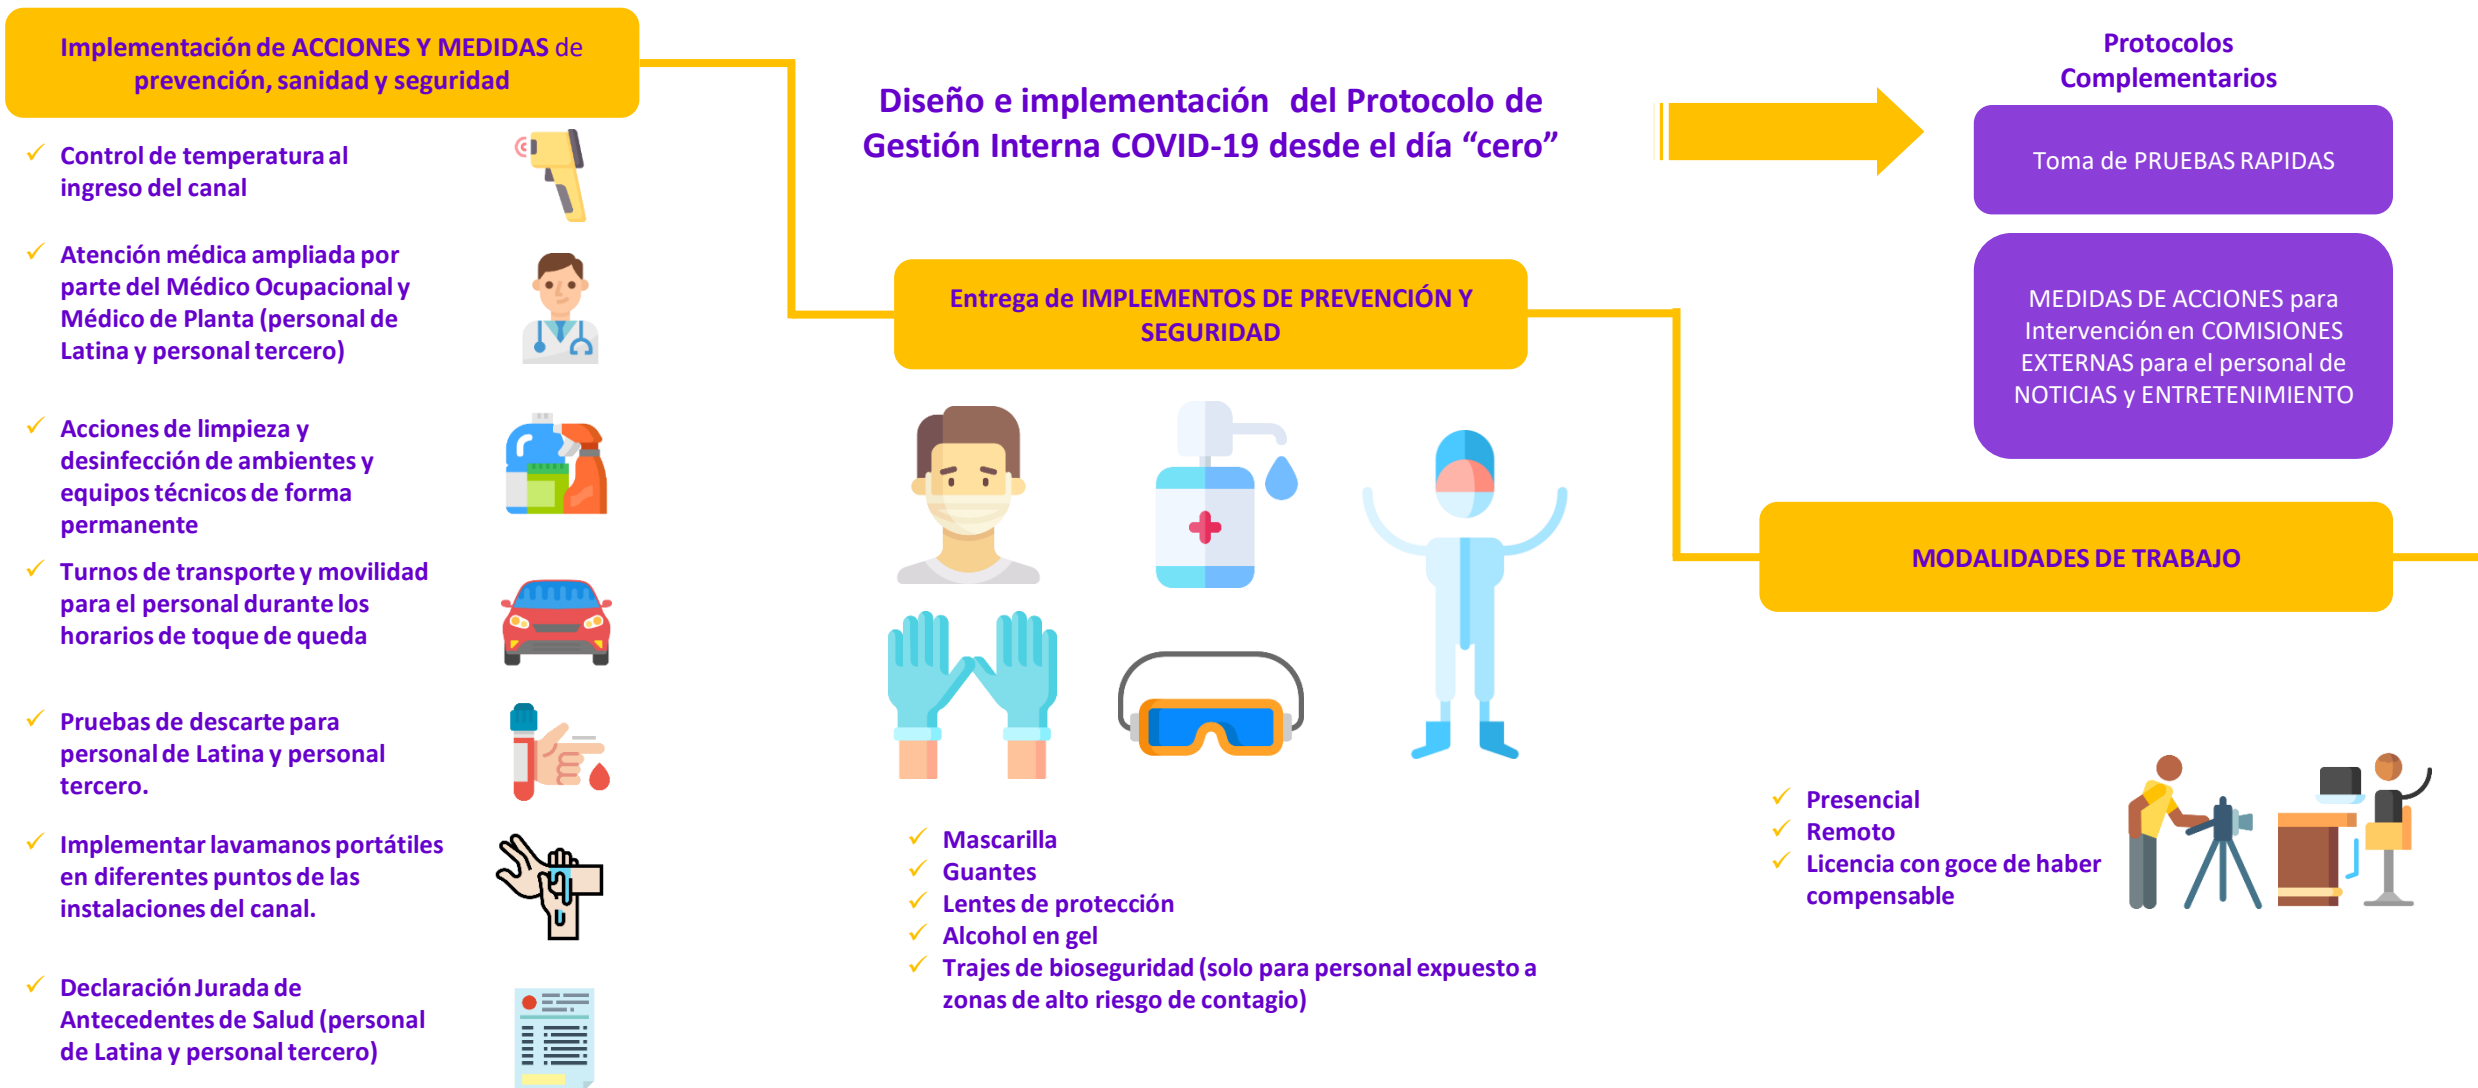 Implementación de ACCIONES Y MEDIDAS de
prevención, sanidad y seguridad
Control de temperatura al
ingreso del canal
Atención médica ampliada por
parte del Médico Ocupacional y
Médico de Planta (personal de
Latina y personal tercero)
Acciones de limpieza y
desinfección de ambientes y
equipos técnicos de forma
permanente
Turnos de transporte y movilidad
para el personal durante los
horarios de toque de queda
Pruebas de descarte para
personal de Latina y personal
tercero.
Implementar lavamanos portátiles
en diferentes puntos de las
instalaciones del canal.
Declaración Jurada de
Antecedentes de Salud (personal
de Latina y personal tercero)
Diseño e implementación del Protocolo de
Gestión Interna COVID-19 desde el día “cero”
Entrega de IMPLEMENTOS DE PREVENCIÓN Y
SEGURIDAD
Mascarilla
Guantes
Lentes de protección
Alcohol en gel
Trajes de bioseguridad (solo para personal expuesto a
zonas de alto riesgo de contagio)
Protocolos
Complementarios
Toma de PRUEBAS RAPIDAS
MEDIDAS DE ACCIONES para
Intervención en COMISIONES
EXTERNAS para el personal de
NOTICIAS y ENTRETENIMIENTO
MODALIDADES DE TRABAJO
Presencial
Remoto
Licencia con goce de haber
compensable